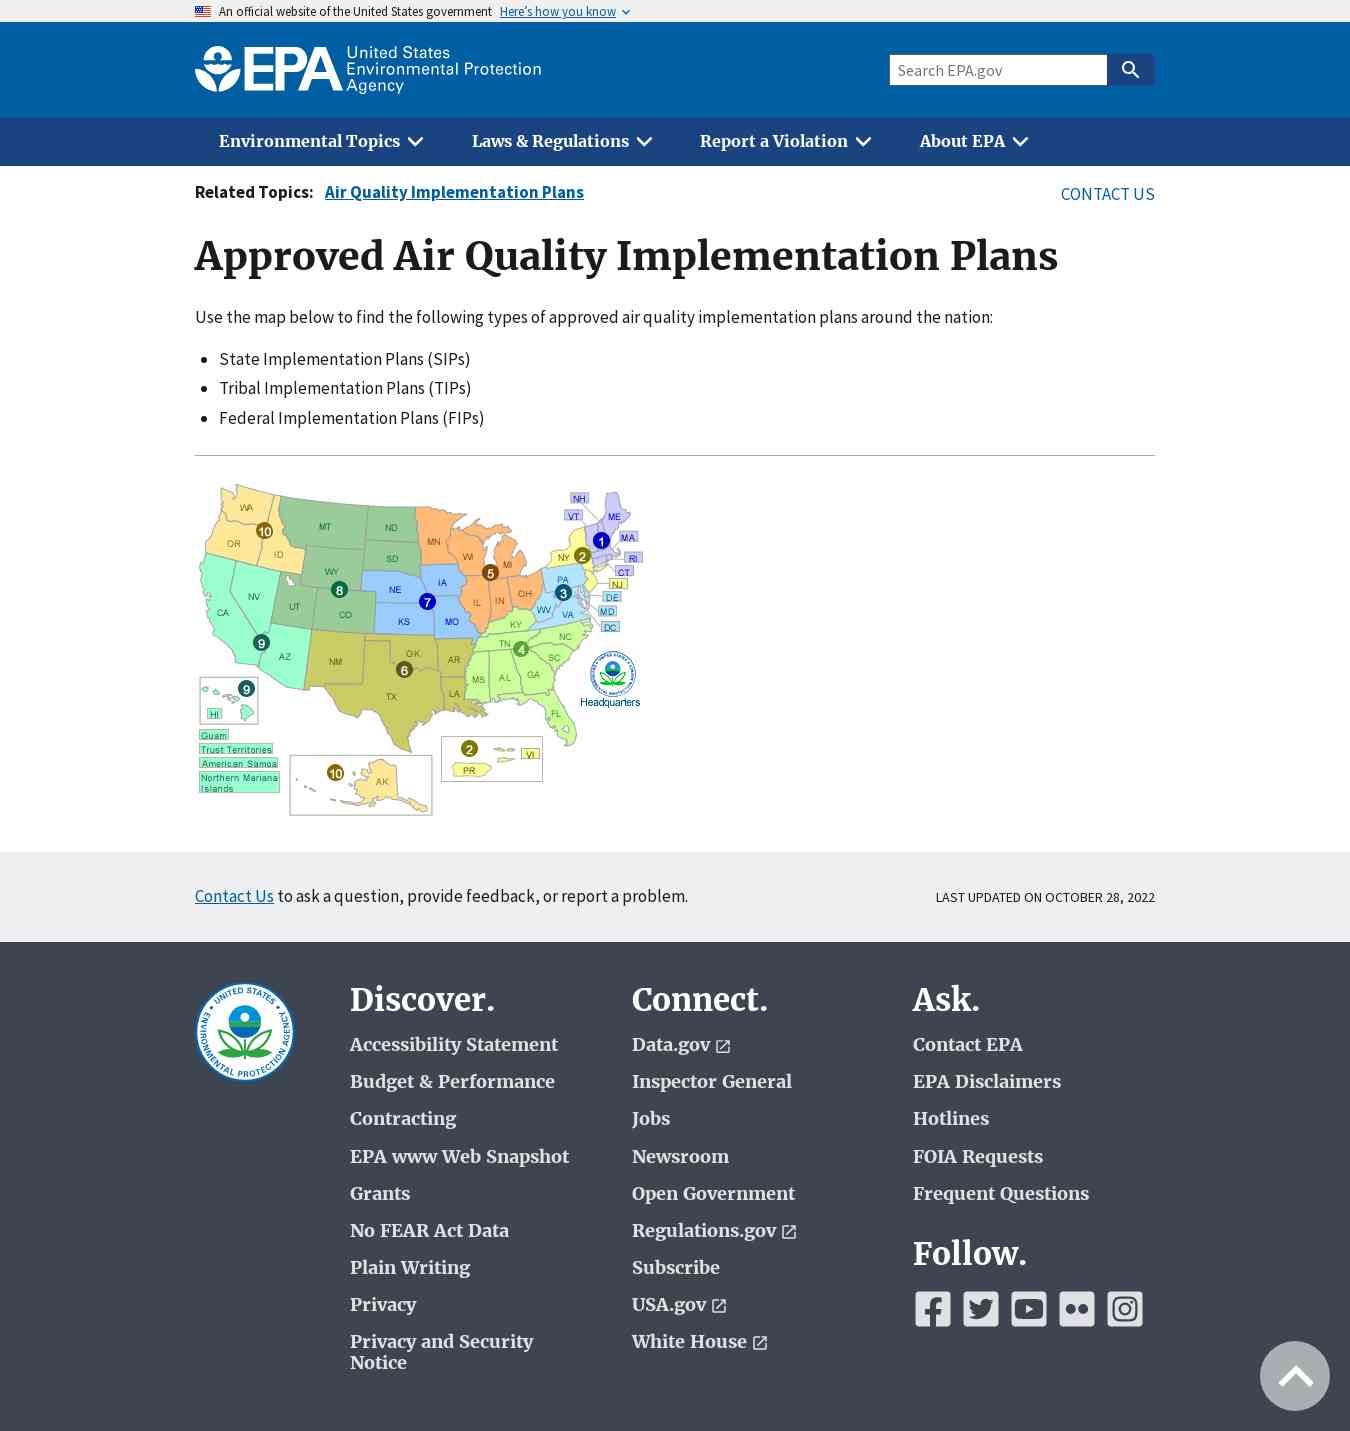 An official website of the United States government Here's how you know
EPA United States
Environmental Protection
Agency
Search EPA.gov
Environmental Topics Laws & Regulations Report a Violation About EPA
Related Topics: Air Quality Implementation Plans CONTACT US
Approved Air Quality Implementation Plans
Use the map below to find the following types of approved air quality implementation plans around the nation:
State Implementation Plans (SIPs)
Tribal Implementation Plans (TIPs)
Federal Implementation Plans (FIPs)
NH
WA VT ME
MT ND 10 MA
OR MN 1
ID WI NY 2 RI
SD MI
WY 5 CT
PA
IA NJ
8 NE 3
NV OH DE
7 IL IN
UT WV MD
CA CO VA
KS MO DC
KY
NC
9 TN 4
AZ OK
NM AR SC
6
MS AL GA
TX LA
9 Headquarters
HI FL
Guam
Trust Territories 2 VI
American Samoa
10 PR
Northern Mariana
Islands
AK
Contact Us to ask a question, provide feedback, or report a problem. LAST UPDATED ON OCTOBER 28, 2022
UNITED STATES
ENVIRONMENTAL PROTECTION AGENCY
Discover.
Accessibility Statement
Budget & Performance
Contracting
EPA www Web Snapshot
Grants
No FEAR Act Data
Plain Writing
Privacy
Privacy and Security
Notice
Connect.
Data.gov
Inspector General
Jobs
Newsroom
Open Government
Regulations.gov
Subscribe
USA.gov
White House
Ask.
Contact EPA
EPA Disclaimers
Hotlines
FOIA Requests
Frequent Questions
Follow.